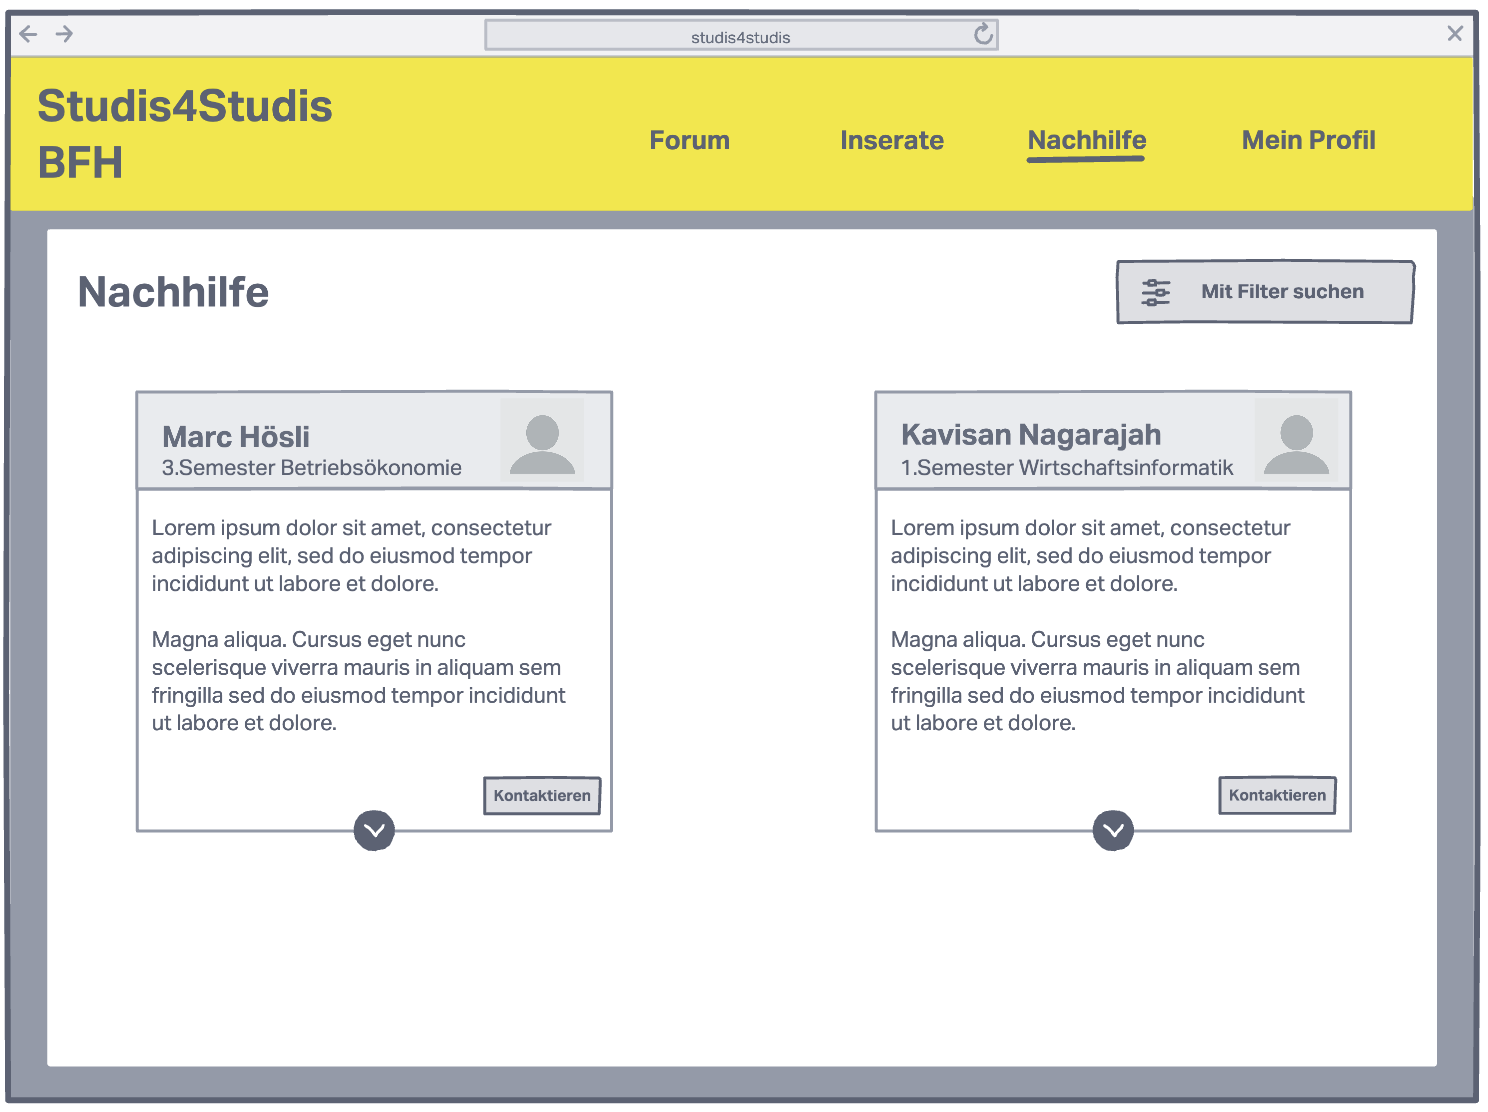 studis4studis
Studis4Studis
BFH
Forum
Inserate
Nachhilfe
Mein Profil
Nachhilfe
Mit Filter suchen
Marc Hösli
3.Semester Betriebsökonomie
Lorem ipsum dolor sit amet, consectetur
adipiscing elit, sed do eiusmod tempor
incididunt ut labore et dolore.
Magna aliqua. Cursus eget nunc
scelerisque viverra mauris in aliquam sem
fringilla sed do eiusmod tempor incididunt
ut labore et dolore.
Kontaktieren
Kavisan Nagarajah
1.Semester Wirtschaftsinformatik
Lorem ipsum dolor sit amet, consectetur
adipiscing elit, sed do eiusmod tempor
incididunt ut labore et dolore.
Magna aliqua. Cursus eget nunc
scelerisque viverra mauris in aliquam sem
fringilla sed do eiusmod tempor incididunt
ut labore et dolore.
Kontaktieren